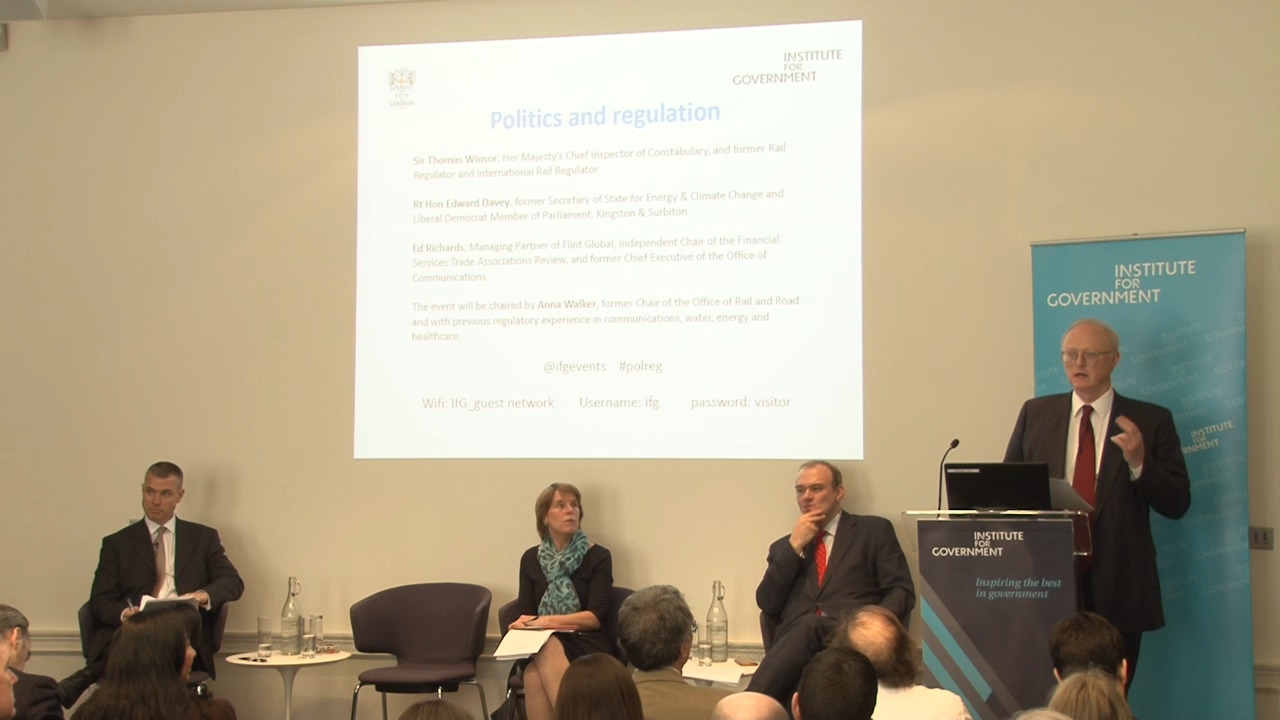 CITY
LONDON
INSTITUTE
FOR
GOVERNMENT
Politics and regulation
Sir Thomas Winsor, Her Majesty's Chief Inspector of Constabulary, and former Rail
Regulator and International Rail Regulator
Rt Hon Edward Davey, former Secretary of State for Energy & Climate Change and
Liberal Democrat Member of Parliament, Kingston & Surbiton
Ed Richards, Managing Partner of Flint Global, Independent Chair of the Financial
Services Trade Associations Review, and former Chief Executive of the Office of
Communications.
The event will be chaired by Anna Walker, former Chair of the Office of Rail and Road
and with previous regulatory experience in communications, water, energy and
healthcare.
@ifgevents #polreg
Wifi: IfG_guest network Username: ifg password: visitor
INSTITUTE
FOR
GOVERNMENT
INSTITUTE
FOR
GOVERNMENT
Inspiring the best
in government